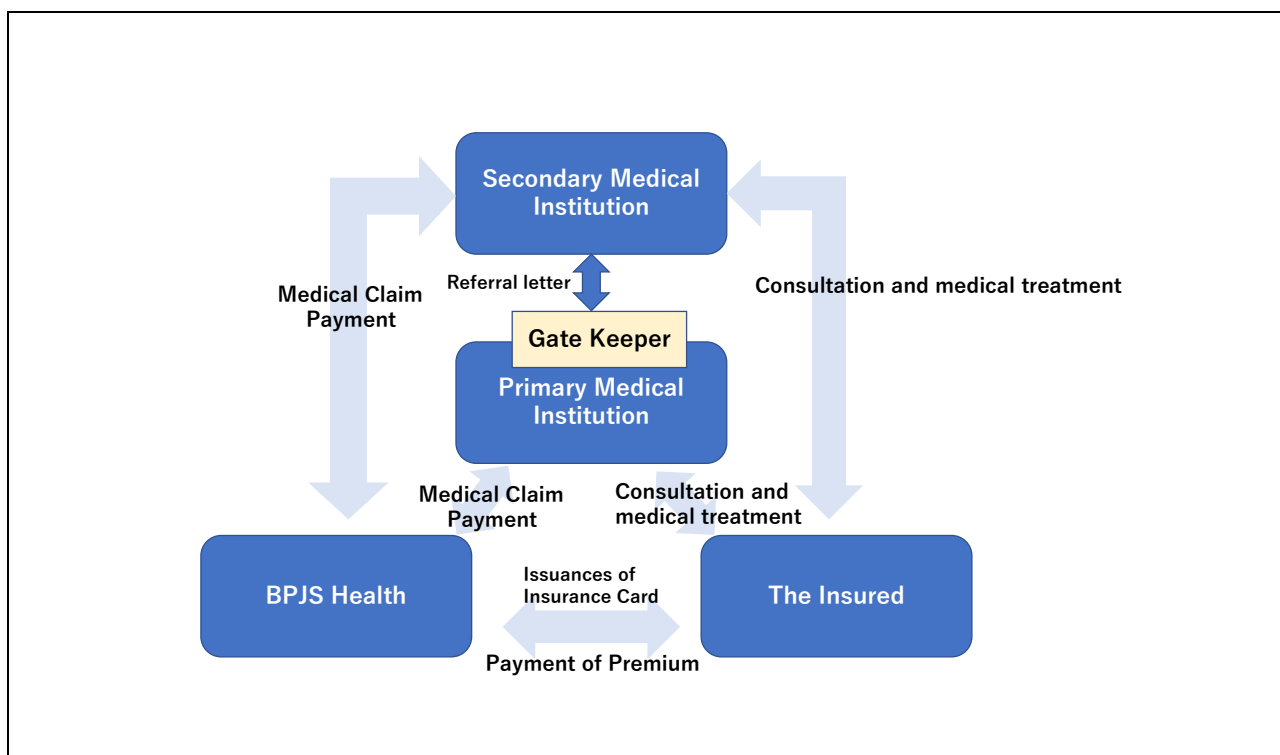 Secondary Medical
Institution
Referral letter
Medical Claim
Payment
Consultation and medical treatment
Gate Keeper
Primary Medical
Institution
Medical Claim
Payment
Consultation and
medical treatment
BPJS Health
Issuances of
Insurance Card
The Insured
Payment of Premium